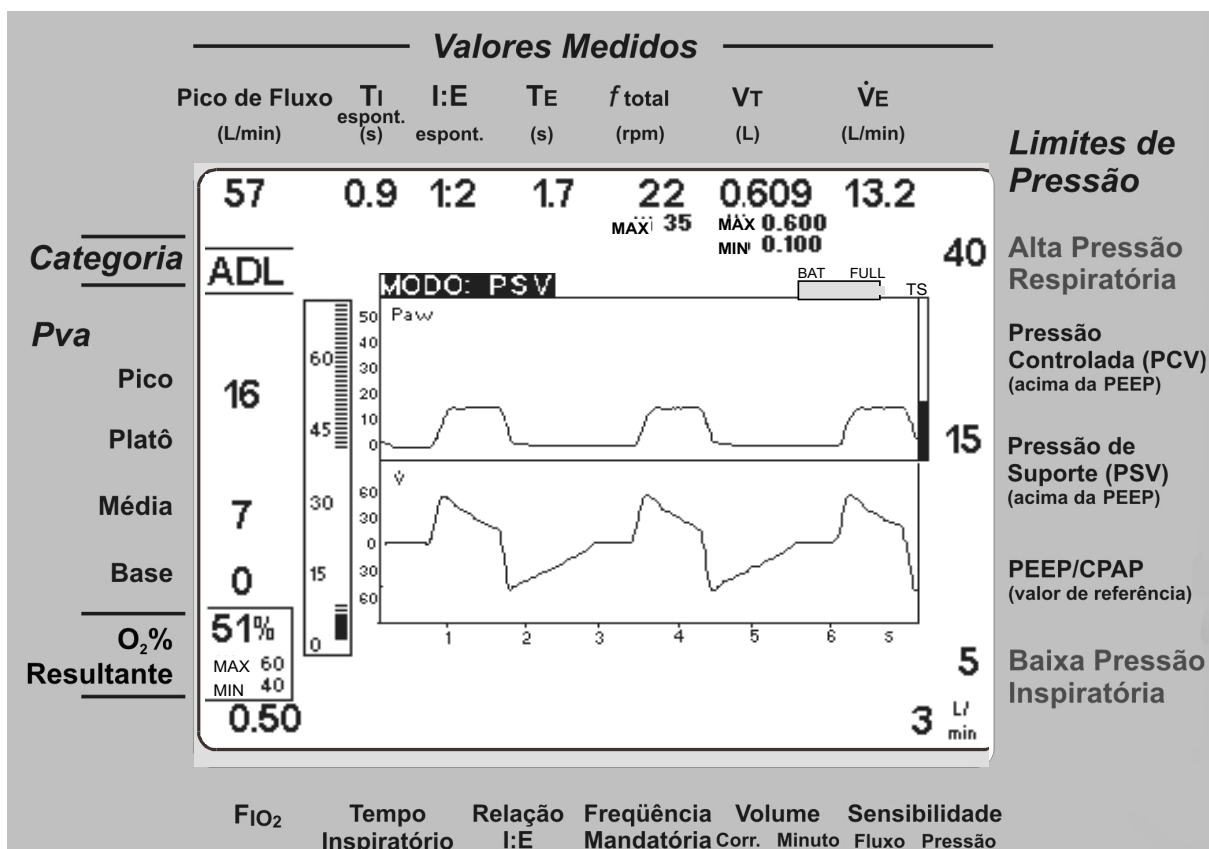 Valores Medidos
Pico de Fluxo TI I:E TE f total VT V̇E
espont.
(L/min) (s) espont. (s) (rpm) (L) (L/min)
Limites de
Pressão
57 0.9 1:2 1.7 22 0.609 13.2
MAX 35 MAX 0.600
MIN 0.100
Categoria
ADL
40
Alta Pressão
Respiratória
MODO: PSV
BAT FULL
TS
Pva
Pico
16
Platô
Média
7
Base
0
O2%
Resultante
51%
MAX 60
MIN 40
0.50
60
45
30
15
0
Paw
50
40
30
20
10
0
V̇
60
30
0
30
60
1 2 3 4 5 6 s
Pressão
Controlada (PCV)
(acima da PEEP)
15
Pressão de
Suporte (PSV)
(acima da PEEP)
PEEP/CPAP
(valor de referência)
5
Baixa Pressão
Inspiratória
3 L/
min
FIO2 Tempo Relação Freqüência Volume Sensibilidade
Inspiratório I:E Mandatória Corr. Minuto Fluxo Pressão